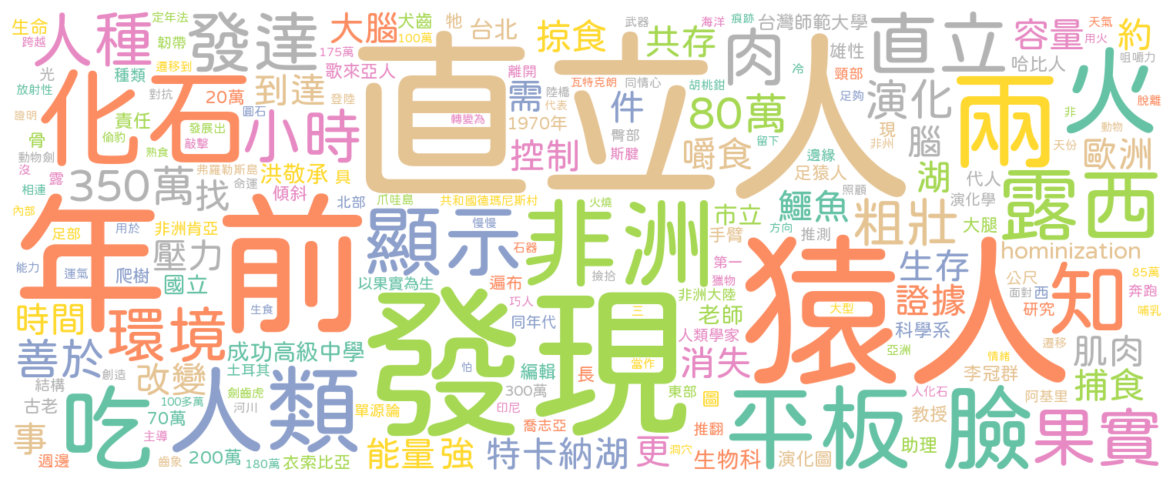 生命 人種 發達 大腦 犬齒 牠 台北 武器 海洋 痕跡 台灣師範大學 天氣
跨越 定年法 韌帶 100萬 掠食 共存 肉 雄性 直立 容量 用火 約
光 遷移到 175萬 歌來亞人 直立人 離開 瓦特克朗 同情心 胡桃鉗 冷 哈比人 咀嚼力
放射性 種類 對抗 到達 登陸 需 陸橋 件 80萬 頸部 足夠 演化 兩 火
證明 化石 20萬 圓石 轉變為 代表 1970年 臀部 留下 現 非 脫離
骨 偷豹 責任 發展出 敲擊 小時 控制 斯腱 嚼食 邊緣 非洲 腦 天份 動物
動物劍 熟食 弗羅勒斯島 洪敬承 具 足猿人 湖 代人 歐洲
沒 露 350萬 找 命運 傾斜 照顧 演化學 露西
相連 北部 爪哇島 共和國德瑪尼斯村 火燒 市立 鱷魚 粗壯 大腿
內部 年前 足部 用於 非洲肯亞 顯示 慢慢 非洲 手臂 方向 推測 hominization
能力 運氣 爬樹 壓力 國立 以果實為生 石器 撿拾 第一 獵物 猿人 生存 公尺 85萬
時間 環境 生食 遍布 巧人 非洲大陸 證據 面對 西 奔跑 知
善於 成功高級中學 同年代 發現 三 老師 大型 科學系 研究 哺乳
結構 創造 改變 土耳其 怕 人類學家 消失 亞洲 情緒 遷移 肌肉
古老 劍齒虎 人類 編輯 長 當作 李冠群 捕食
吃 100多萬 河川 單源論 300萬 東部 圖 平板臉 人化石 阿基里
事 70萬 印尼 喬志亞 推翻 教授 果實
週邊 主導 齒象 200萬 180萬 衣索比亞 能量強 特卡納湖 更 洞穴 生物科 演化圖 助理